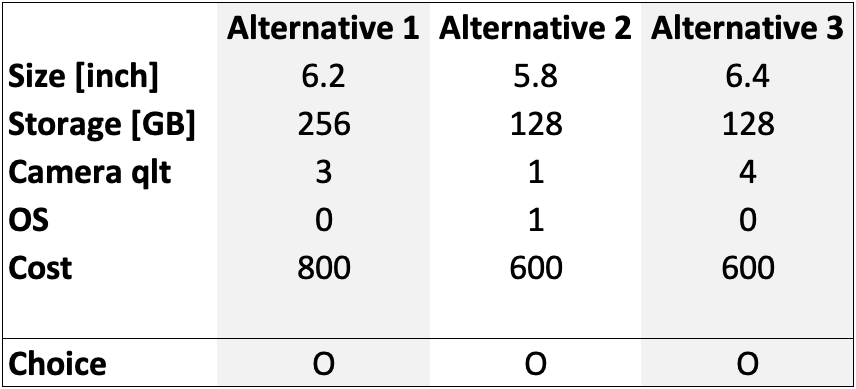 Alternative 1 Alternative 2 Alternative 3
Size [inch] 6.2 5.8 6.4
Storage [GB] 256 128 128
Camera qlt 3 1 4
OS 0 1 0
Cost 800 600 600
Choice O O O